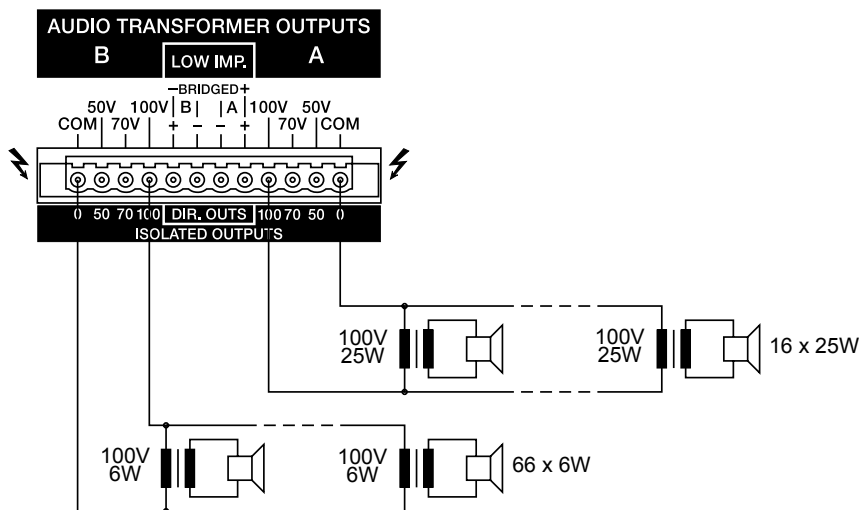 AUDIO TRANSFORMER OUTPUTS
B LOW IMP. A
−BRIDGED+
50V 100V B A 100V 50V
COM 70V + − − + 70V COM
0 50 70 100 DIR. OUTS 100 70 50 0
ISOLATED OUTPUTS
100V
25W
100V
25W
16 x 25W
100V
6W
100V
6W
66 x 6W